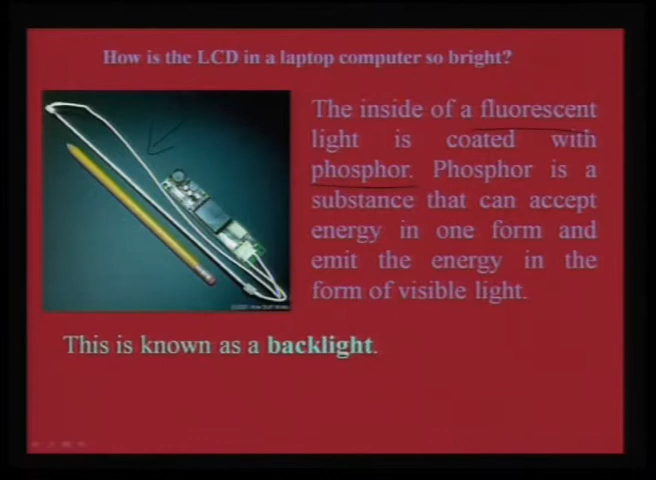 How is the LCD in a laptop computer so bright?
The inside of a fluorescent
light is coated with
phosphor. Phosphor is a
substance that can accept
energy in one form and
emit the energy in the
form of visible light.
This is known as a backlight.